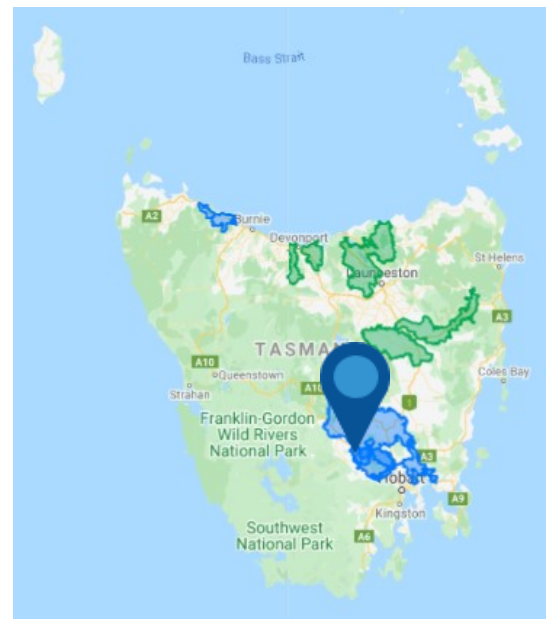 Bass Strait
A2
Burnie
Devonport
Launceston
St Helens
A3
TASMAN
A10
Queenstown
A10
Strahan
Coles Bay
1
Franklin-Gordon
Wild Rivers
National Park
A3
Hobart
A9
Kingston
Southwest
National Park
A6